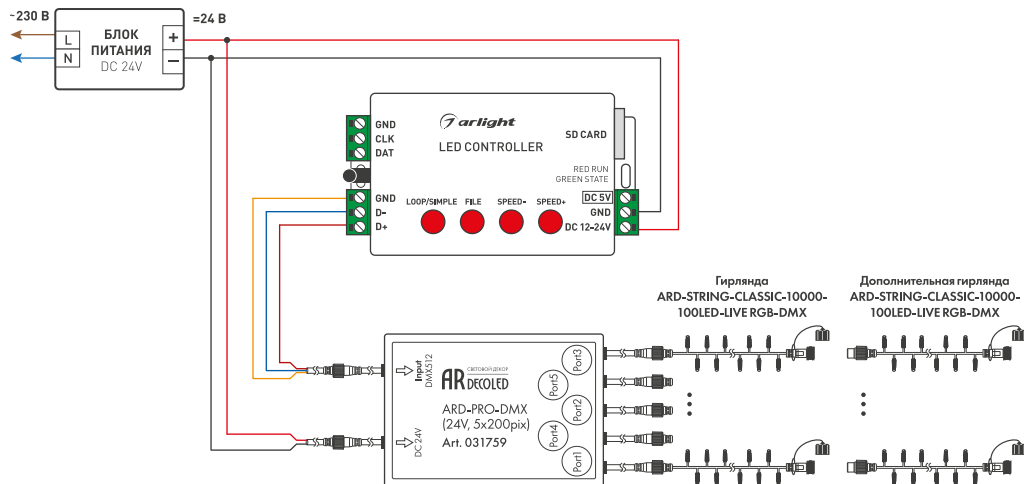 ~230 В
=24 В
L
N
БЛОК
ПИТАНИЯ
DC 24V
+
−
GND
CLK
DAT
arlight
LED CONTROLLER
SD CARD
RED RUN
GREEN STATE
GND
D-
D+
LOOP/SIMPLE
FILE
SPEED-
SPEED+
DC 5V
GND
DC 12-24V
Гирлянда
ARD-STRING-CLASSIC-10000-
100LED-LIVE RGB-DMX
Дополнительная гирлянда
ARD-STRING-CLASSIC-10000-
100LED-LIVE RGB-DMX
Input
DMX512
DC 24V
AR
СВЕТОВОЙ ДЕКОР
DECOLED
ARD-PRO-DMX
(24V, 5x200pix)
Art. 031759
Port3
Port5
Port2
Port4
Port1